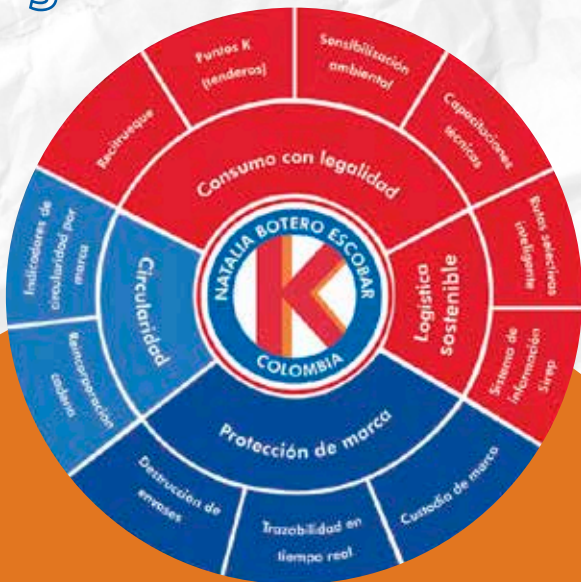 NATALIA BOTERO ESCOBAR
K
COLOMBIA
Consumo con legalidad
Recitrueque
Puntos K
(tenderos)
Sensibilización
ambiental
Capacitaciones
técnicas
Logística
sostenible
Rutas selectivas
inteligente
Sistema de
información
Sirep
Protección de marca
Custodia de marca
Trazabilidad en
tiempo real
Destrucción de
envases
Circularidad
Reincorporación
cadena
Indicadores de
circularidad por
marca